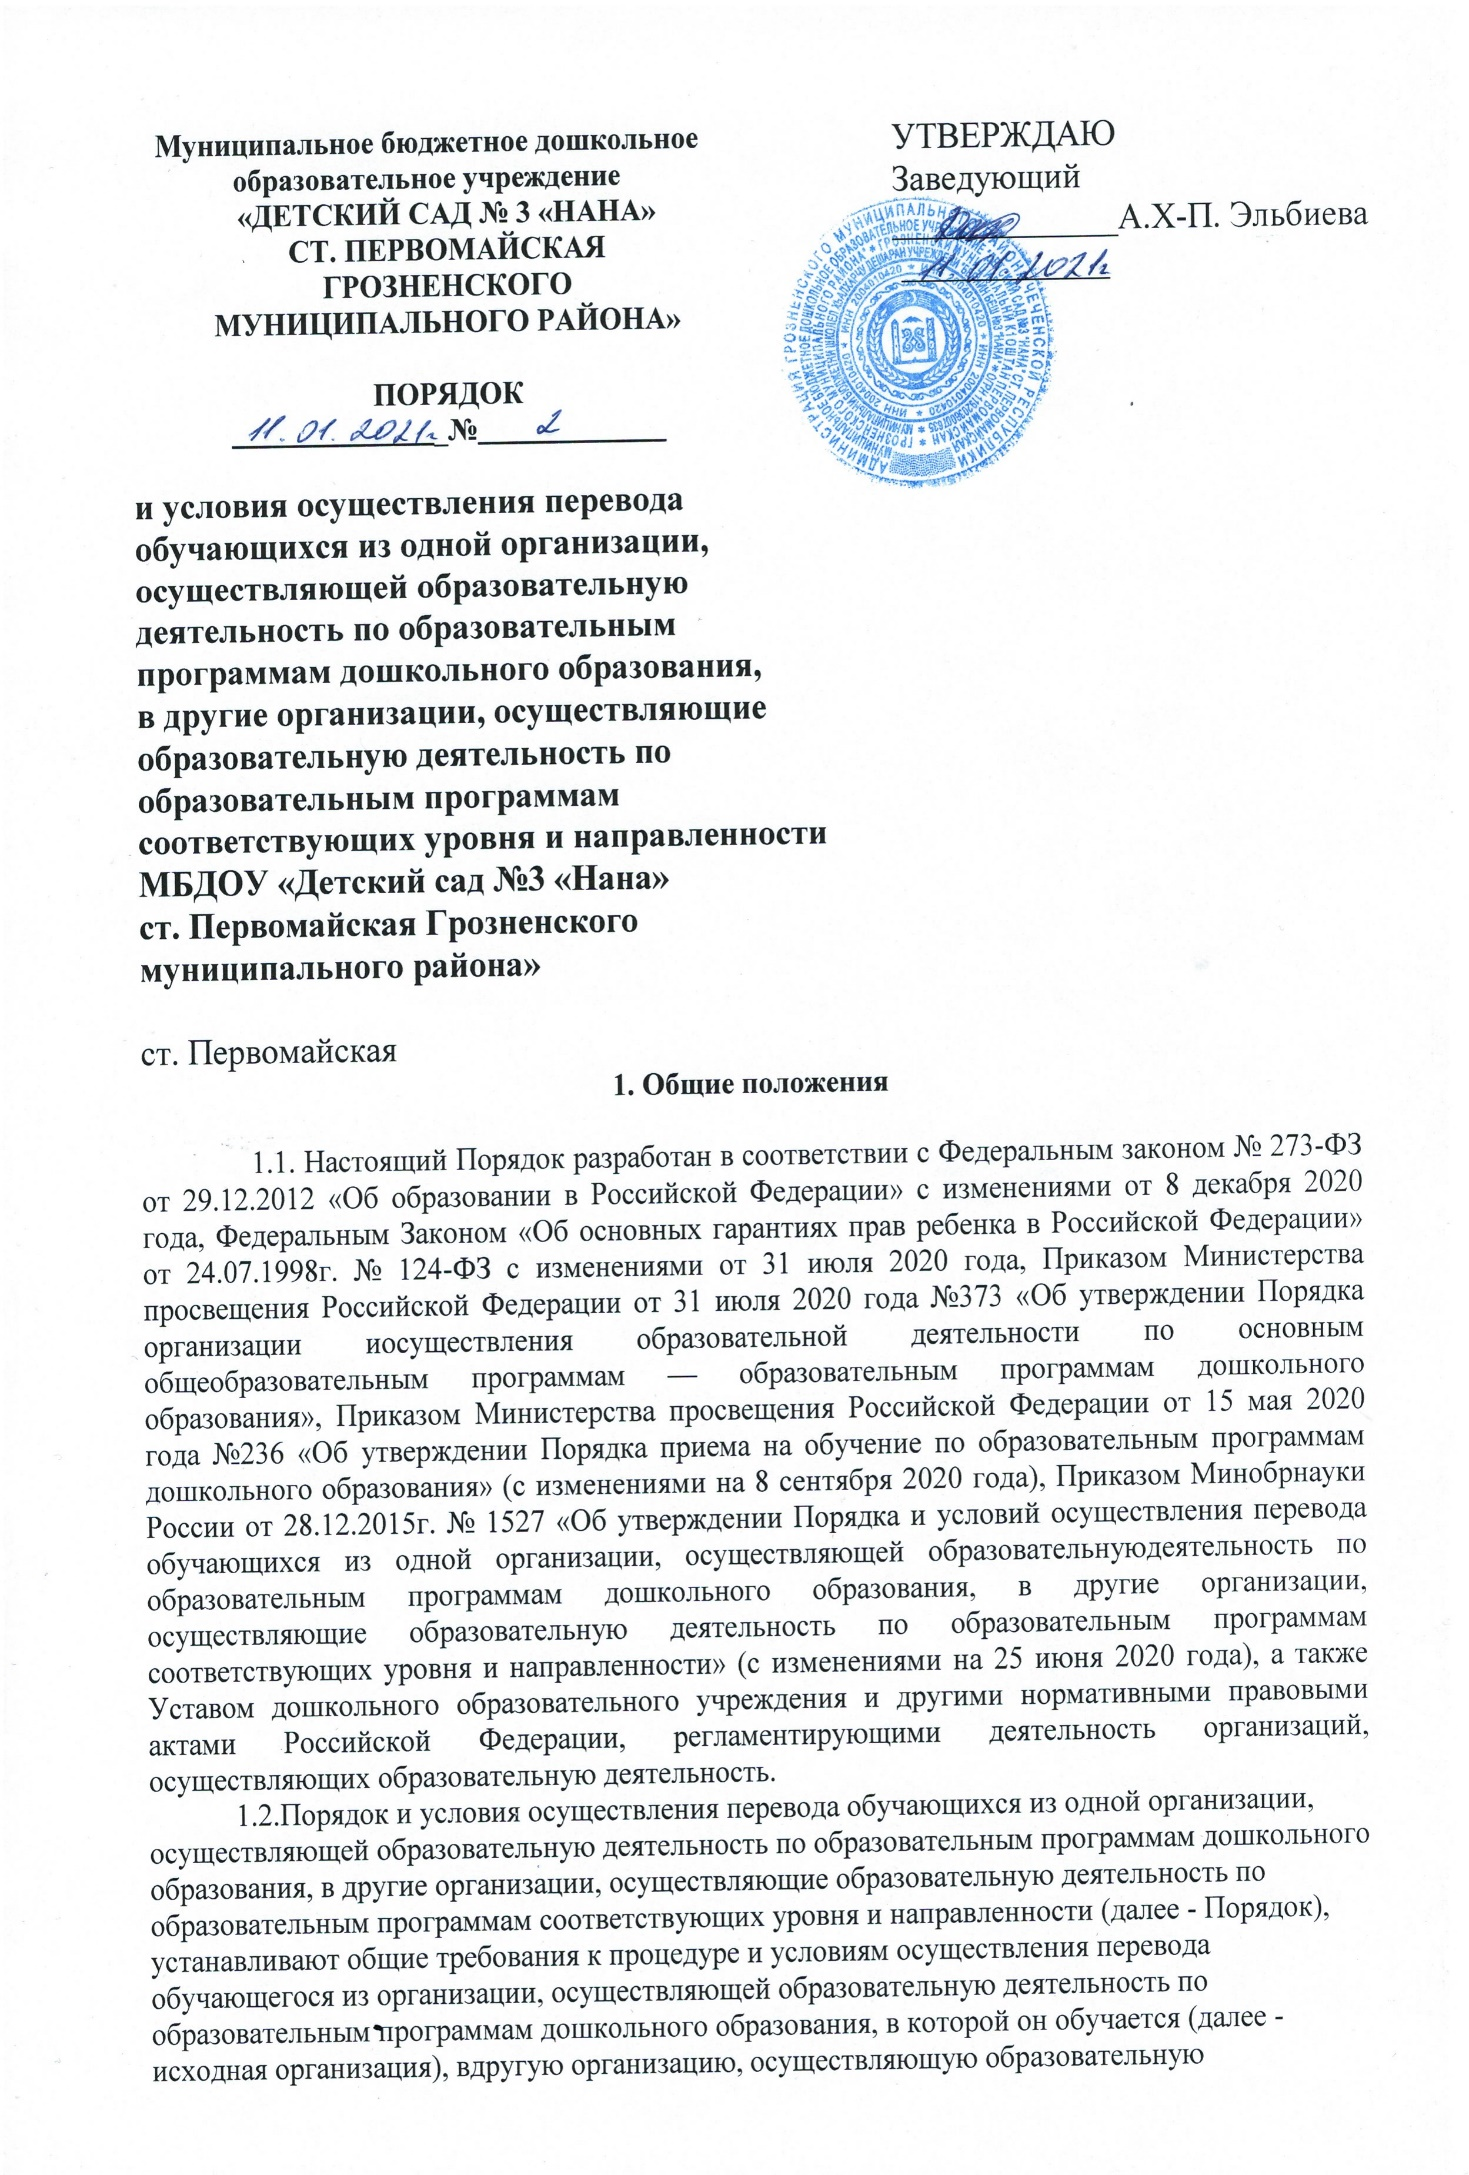 Муниципальное бюджетное дошкольное
образовательное учреждение
«ДЕТСКИЙ САД № 3 «НАНА»
СТ. ПЕРВОМАЙСКАЯ
ГРОЗНЕНСКОГО
МУНИЦИПАЛЬНОГО РАЙОНА»
ПОРЯДОК
11.01.2021г № 2
УТВЕРЖДАЮ
Заведующий
А.Х-П. Эльбиева
11.01.2021г
и условия осуществления перевода
обучающихся из одной организации,
осуществляющей образовательную
деятельность по образовательным
программам дошкольного образования,
в другие организации, осуществляющие
образовательную деятельность по
образовательным программам
соответствующих уровня и направленности
МБДОУ «Детский сад №3 «Нана»
ст. Первомайская Грозненского
муниципального района»
ст. Первомайская
1. Общие положения
1.1. Настоящий Порядок разработан в соответствии с Федеральным законом № 273-ФЗ
от 29.12.2012 «Об образовании в Российской Федерации» с изменениями от 8 декабря 2020
года, Федеральным Законом «Об основных гарантиях прав ребенка в Российской Федерации»
от 24.07.1998г. № 124-ФЗ с изменениями от 31 июля 2020 года, Приказом Министерства
просвещения Российской Федерации от 31 июля 2020 года №373 «Об утверждении Порядка
организации иосуществления образовательной деятельности по основным
общеобразовательным программам — образовательным программам дошкольного
образования», Приказом Министерства просвещения Российской Федерации от 15 мая 2020
года №236 «Об утверждении Порядка приема на обучение по образовательным программам
дошкольного образования» (с изменениями на 8 сентября 2020 года), Приказом Минобрнауки
России от 28.12.2015г. № 1527 «Об утверждении Порядка и условий осуществления перевода
обучающихся из одной организации, осуществляющей образовательнуюдеятельность по
образовательным программам дошкольного образования, в другие организации,
осуществляющие образовательную деятельность по образовательным программам
соответствующих уровня и направленности» (с изменениями на 25 июня 2020 года), а также
Уставом дошкольного образовательного учреждения и другими нормативными правовыми
актами Российской Федерации, регламентирующими деятельность организаций,
осуществляющих образовательную деятельность.
1.2.Порядок и условия осуществления перевода обучающихся из одной организации,
осуществляющей образовательную деятельность по образовательным программам дошкольного
образования, в другие организации, осуществляющие образовательную деятельность по
образовательным программам соответствующих уровня и направленности (далее - Порядок),
устанавливают общие требования к процедуре и условиям осуществления перевода
обучающегося из организации, осуществляющей образовательную деятельность по
образовательным программам дошкольного образования, в которой он обучается (далее -
исходная организация), вдругую организацию, осуществляющую образовательную